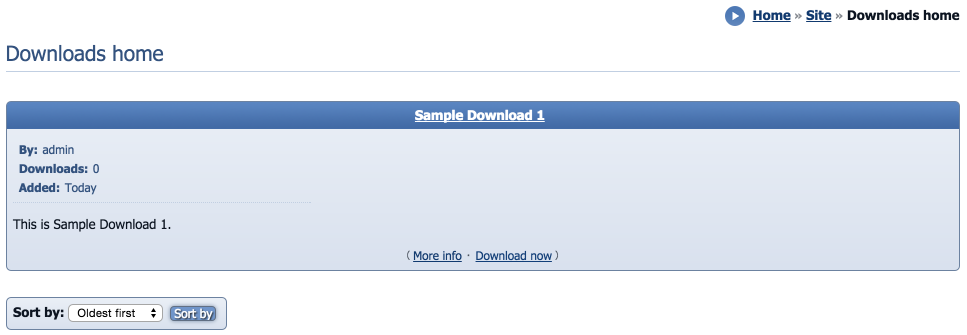 Home » Site » Downloads home
Downloads home
Sample Download 1
By: admin
Downloads: 0
Added: Today
This is Sample Download 1.
( More info · Download now )
Sort by: Oldest first Sort by